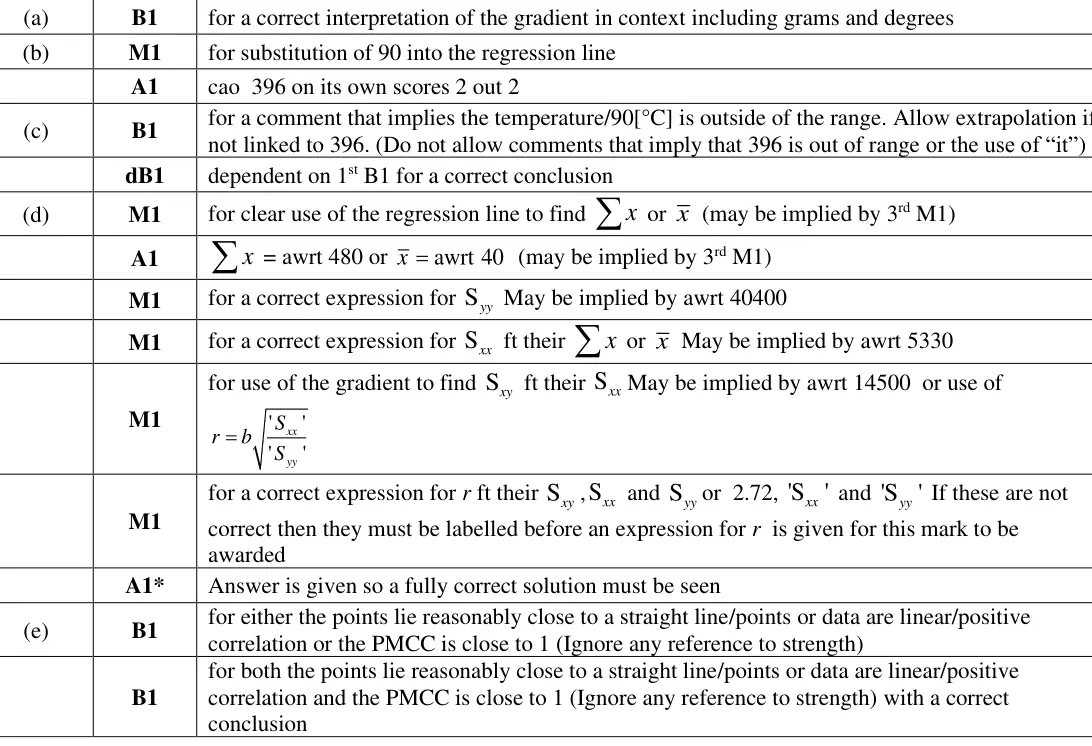 (a) B1 for a correct interpretation of the gradient in context including grams and degrees
(b) M1 for substitution of 90 into the regression line
A1 cao 396 on its own scores 2 out 2
(c) B1 for a comment that implies the temperature/90[°C] is outside of the range. Allow extrapolation if
not linked to 396. (Do not allow comments that imply that 396 is out of range or the use of “it”)
dB1 dependent on 1st B1 for a correct conclusion
(d) M1 for clear use of the regression line to find ∑x or x̄ (may be implied by 3rd M1)
A1 ∑x = awrt 480 or x̄ = awrt 40 (may be implied by 3rd M1)
M1 for a correct expression for S_yy May be implied by awrt 40400
M1 for a correct expression for S_xx ft their ∑x or x̄ May be implied by awrt 5330
for use of the gradient to find S_xy ft their S_xx May be implied by awrt 14500 or use of
M1 r = b√('S_xx' / 'S_yy')
for a correct expression for r ft their S_xy , S_xx and S_yy or 2.72, 'S_xx' and 'S_yy' If these are not
M1 correct then they must be labelled before an expression for r is given for this mark to be
awarded
A1* Answer is given so a fully correct solution must be seen
(e) B1 for either the points lie reasonably close to a straight line/points or data are linear/positive
correlation or the PMCC is close to 1 (Ignore any reference to strength)
for both the points lie reasonably close to a straight line/points or data are linear/positive
B1 correlation and the PMCC is close to 1 (Ignore any reference to strength) with a correct
conclusion